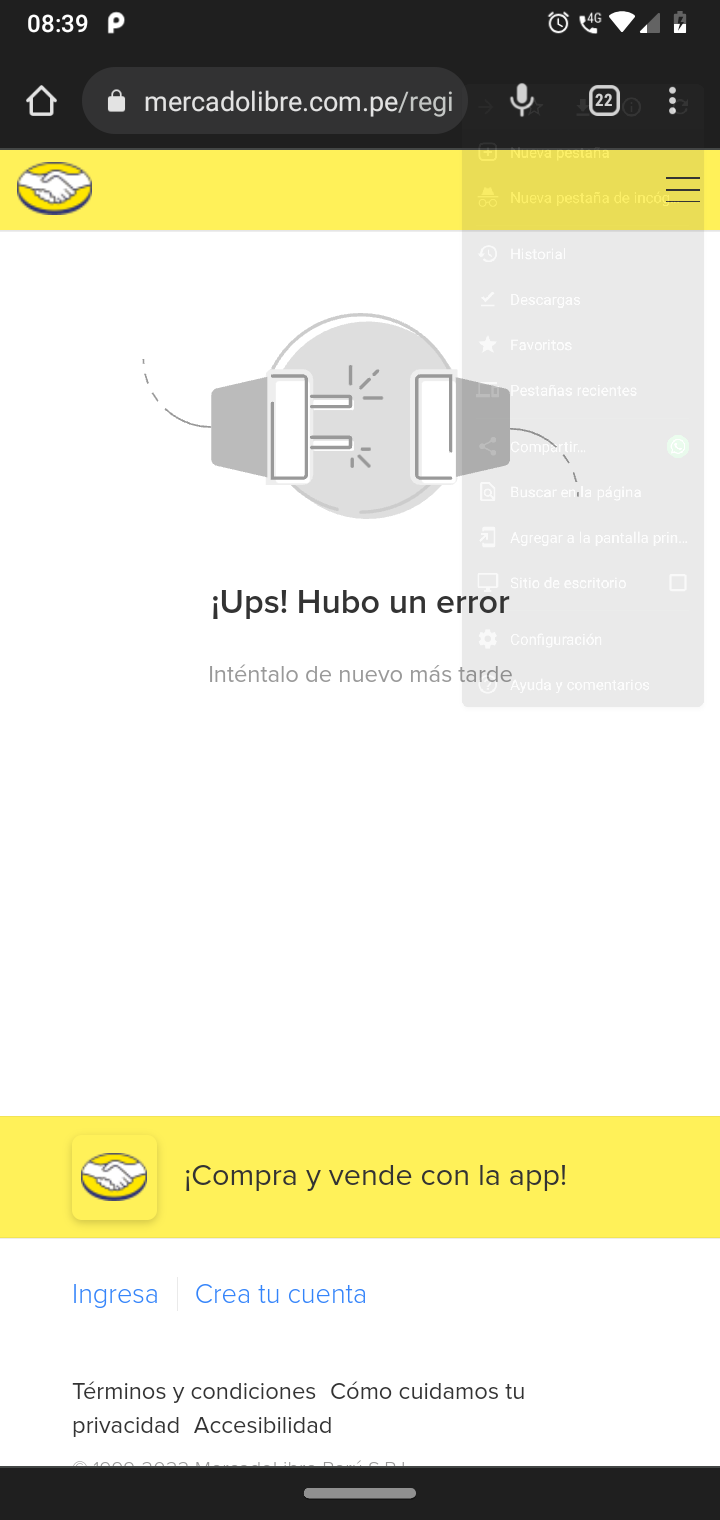 08:39
4G
mercadolibre.com.pe/regi
22
Nueva pestaña
Nueva pestaña de incóg...
Historial
Descargas
Favoritos
Pestañas recientes
Compartir...
Buscar en la página
Agregar a la pantalla prin...
Sitio de escritorio
Configuración
Ayuda y comentarios
¡Ups! Hubo un error
Inténtalo de nuevo más tarde
¡Compra y vende con la app!
Ingresa
Crea tu cuenta
Términos y condiciones Cómo cuidamos tu
privacidad Accesibilidad